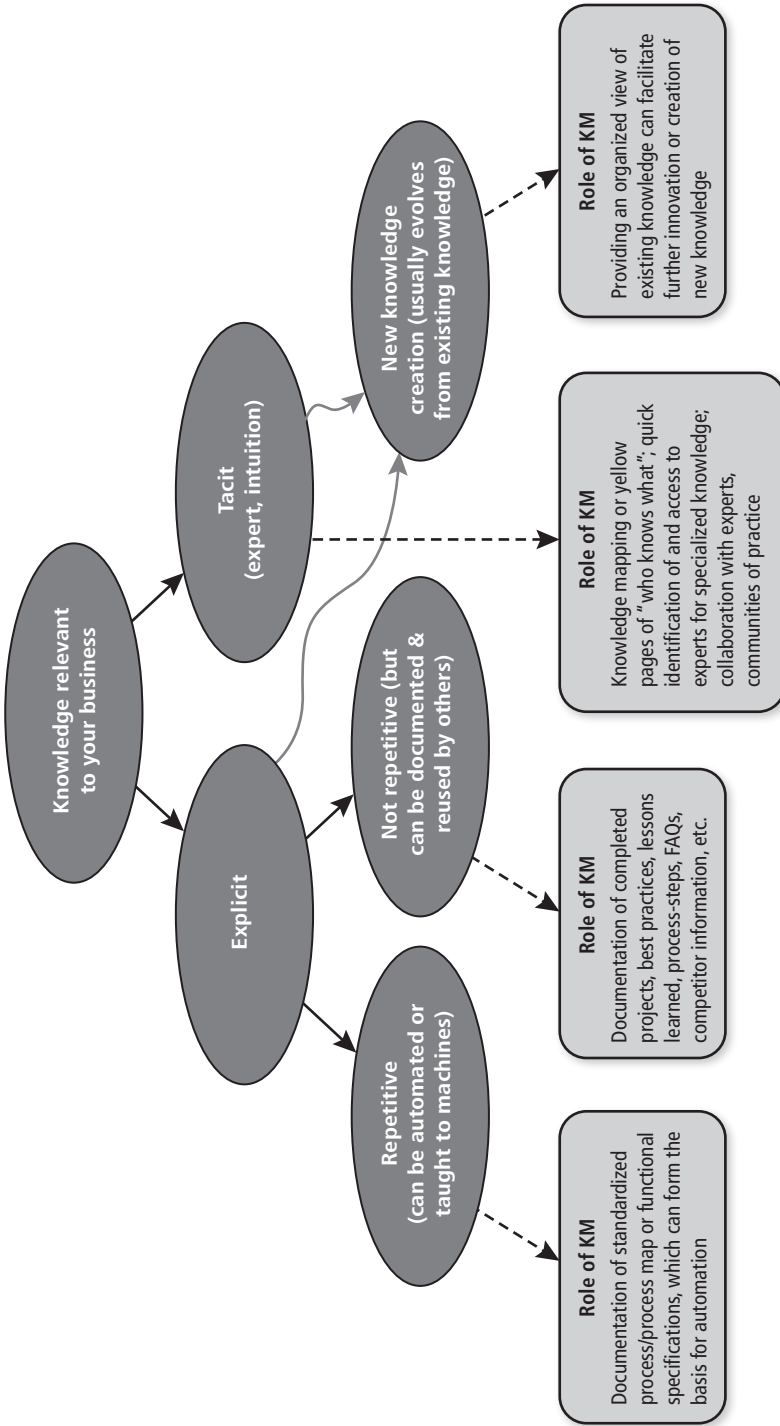 Knowledge relevant
to your business
Explicit
Tacit
(expert, intuition)
Repetitive
(can be automated or
taught to machines)
Not repetitive (but
can be documented &
reused by others)
New knowledge
creation (usually evolves
from existing knowledge)
Role of KM
Documentation of standardized
process/process map or functional
specifications, which can form the
basis for automation
Role of KM
Documentation of completed
projects, best practices, lessons
learned, process-steps, FAQs,
competitor information, etc.
Role of KM
Knowledge mapping or yellow
pages of "who knows what"; quick
identification of and access to
experts for specialized knowledge;
collaboration with experts,
communities of practice
Role of KM
Providing an organized view of
existing knowledge can facilitate
further innovation or creation of
new knowledge